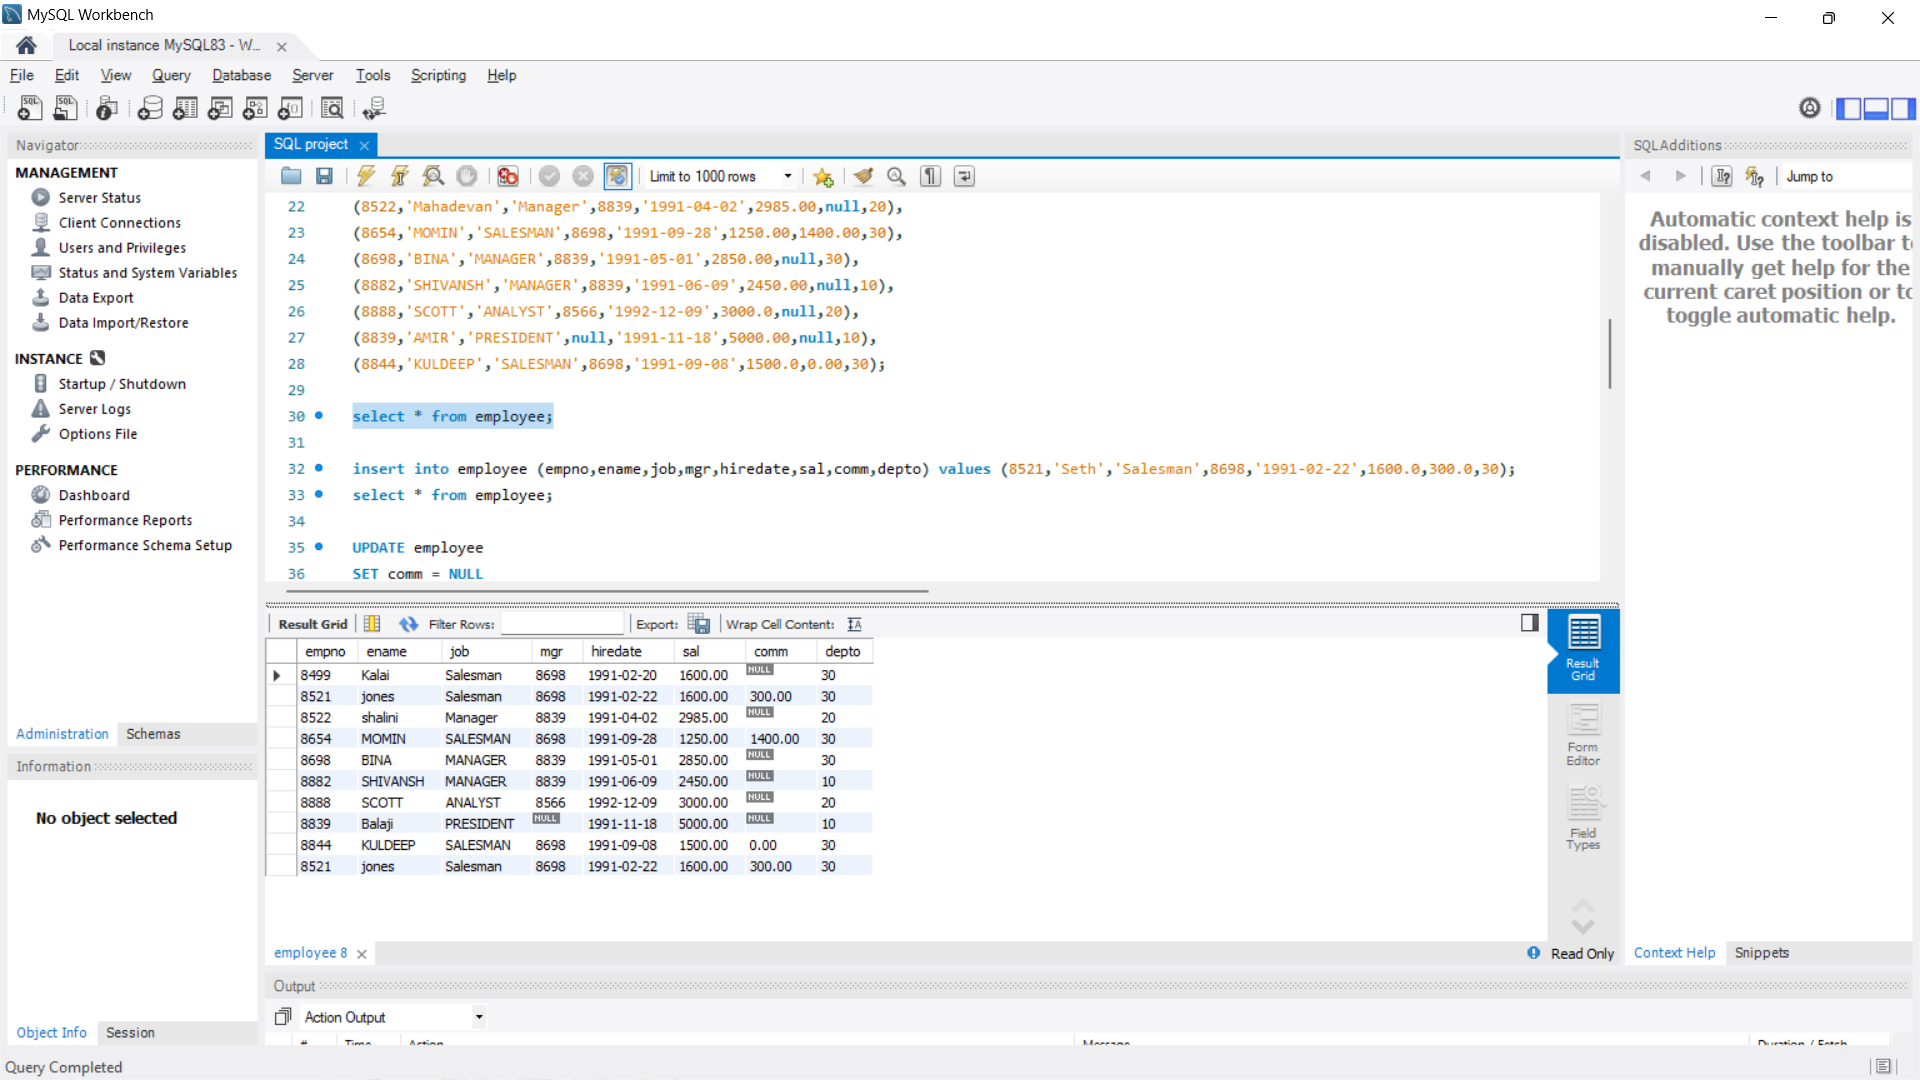 MySQL Workbench
Local instance MySQL83 - W...
File Edit View Query Database Server Tools Scripting Help
Navigator
SQL project
SQLAdditions
MANAGEMENT
Server Status
Client Connections
Users and Privileges
Status and System Variables
Data Export
Data Import/Restore
INSTANCE
Startup / Shutdown
Server Logs
Options File
PERFORMANCE
Dashboard
Performance Reports
Performance Schema Setup
Administration Schemas
Information
No object selected
Object Info Session
Limit to 1000 rows
22 (8522,'Mahadevan','Manager',8839,'1991-04-02',2985.00,null,20),
23 (8654,'MOMIN','SALESMAN',8698,'1991-09-28',1250.00,1400.00,30),
24 (8698,'BINA','MANAGER',8839,'1991-05-01',2850.00,null,30),
25 (8882,'SHIVANSH','MANAGER',8839,'1991-06-09',2450.00,null,10),
26 (8888,'SCOTT','ANALYST',8566,'1992-12-09',3000.0,null,20),
27 (8839,'AMIR','PRESIDENT',null,'1991-11-18',5000.00,null,10),
28 (8844,'KULDEEP','SALESMAN',8698,'1991-09-08',1500.0,0.00,30);
29
30 select * from employee;
31
32 insert into employee (empno,ename,job,mgr,hiredate,sal,comm,depto) values (8521,'Seth','Salesman',8698,'1991-02-22',1600.0,300.0,30);
33 select * from employee;
34
35 UPDATE employee
36 SET comm = NULL
Result Grid Filter Rows: Export: Wrap Cell Content:
empno ename job mgr hiredate sal comm depto
8499 Kalai Salesman 8698 1991-02-20 1600.00 NULL 30
8521 jones Salesman 8698 1991-02-22 1600.00 300.00 30
8522 shalini Manager 8839 1991-04-02 2985.00 NULL 20
8654 MOMIN SALESMAN 8698 1991-09-28 1250.00 1400.00 30
8698 BINA MANAGER 8839 1991-05-01 2850.00 NULL 30
8882 SHIVANSH MANAGER 8839 1991-06-09 2450.00 NULL 10
8888 SCOTT ANALYST 8566 1992-12-09 3000.00 NULL 20
8839 Balaji PRESIDENT NULL 1991-11-18 5000.00 NULL 10
8844 KULDEEP SALESMAN 8698 1991-09-08 1500.00 0.00 30
8521 jones Salesman 8698 1991-02-22 1600.00 300.00 30
Result
Grid
Form
Editor
Field
Types
employee 8
Read Only
Output
Action Output
# Time Action Message Duration / Fetch
Jump to
Automatic context help is
disabled. Use the toolbar t
manually get help for the
current caret position or to
toggle automatic help.
Context Help Snippets
Query Completed